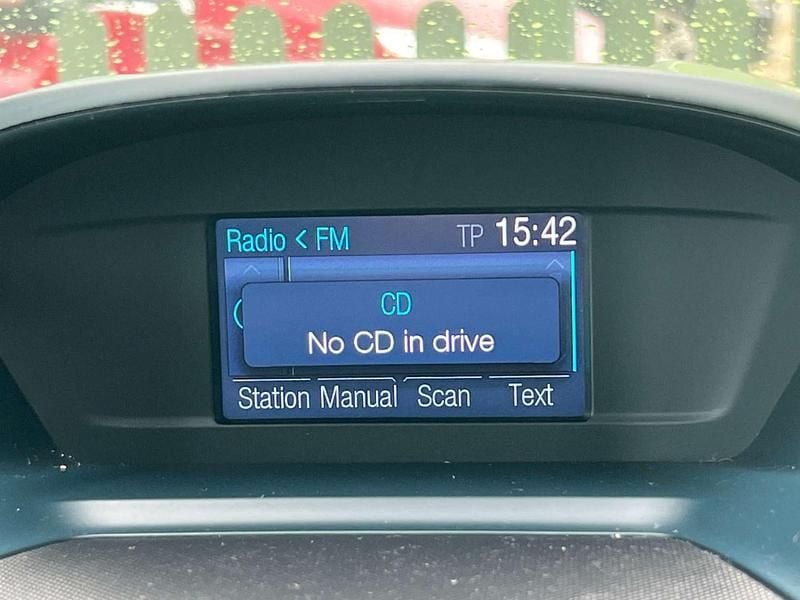 Radio < FM TP 15:42
CD
No CD in drive
Station Manual Scan Text